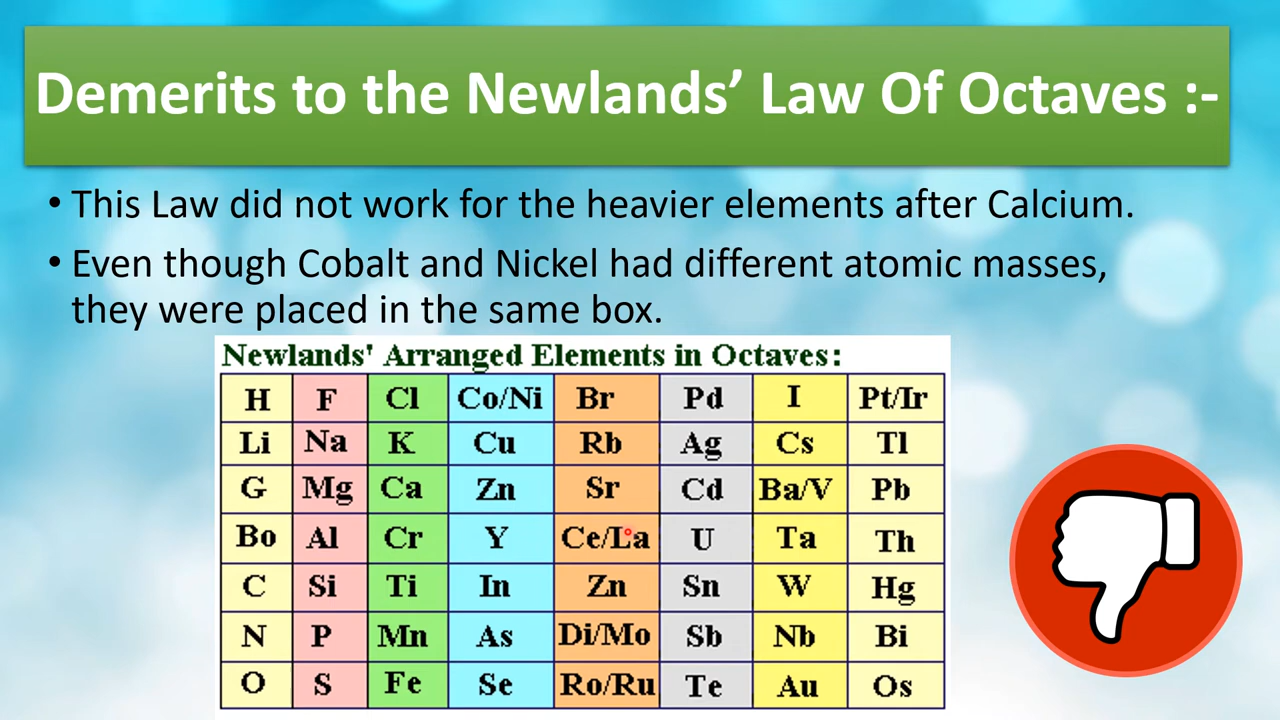 Demerits to the Newlands’ Law Of Octaves :-
• This Law did not work for the heavier elements after Calcium.
• Even though Cobalt and Nickel had different atomic masses,
they were placed in the same box.
Newlands' Arranged Elements in Octaves:
H F Cl Co/Ni Br Pd I Pt/Ir
Li Na K Cu Rb Ag Cs Tl
G Mg Ca Zn Sr Cd Ba/V Pb
Bo Al Cr Y Ce/La U Ta Th
C Si Ti In Zn Sn W Hg
N P Mn As Di/Mo Sb Nb Bi
O S Fe Se Ro/Ru Te Au Os